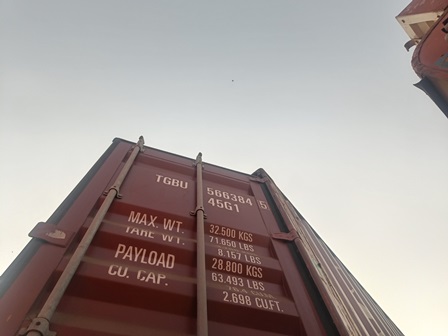 TGBU 566384 5
45G1
MAX. WT. 32.500 KGS
71.650 LBS
TARE WT.
8.157 LBS
PAYLOAD 28.800 KGS
63.493 LBS
CU. CAP.
2.698 CU.FT.